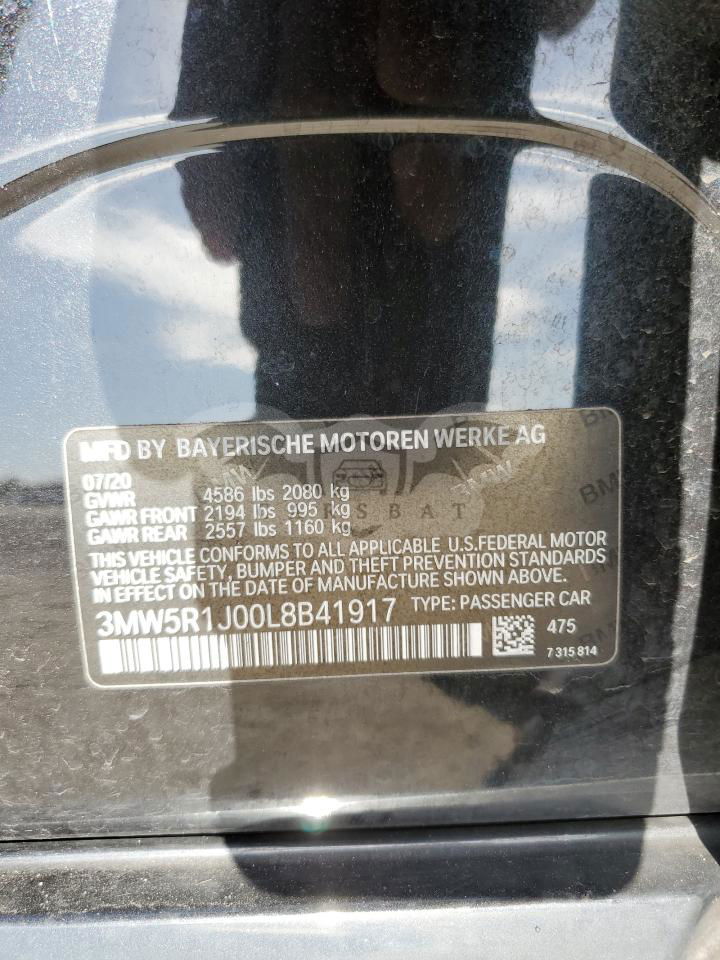 MFD BY BAYERISCHE MOTOREN WERKE AG
07/20
GVWR 4586 lbs 2080 kg
GAWR FRONT 2194 lbs 995 kg
GAWR REAR 2557 lbs 1160 kg
THIS VEHICLE CONFORMS TO ALL APPLICABLE U.S.FEDERAL MOTOR
VEHICLE SAFETY, BUMPER AND THEFT PREVENTION STANDARDS
IN EFFECT ON THE DATE OF MANUFACTURE SHOWN ABOVE.
3MW5R1J00L8B41917 TYPE: PASSENGER CAR
475
7 315 814
BMW
BMW